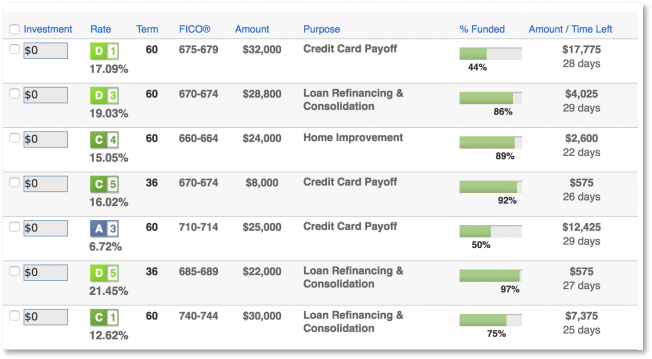 Investment Rate Term FICO® Amount Purpose % Funded Amount / Time Left
$0 D 1 60 675-679 $32,000 Credit Card Payoff $17,775
17.09% 44% 28 days
$0 D 3 60 670-674 $28,800 Loan Refinancing & $4,025
19.03% Consolidation 86% 29 days
$0 C 4 60 660-664 $24,000 Home Improvement $2,600
15.05% 89% 22 days
$0 C 5 36 670-674 $8,000 Credit Card Payoff $575
16.02% 92% 26 days
$0 A 3 60 710-714 $25,000 Credit Card Payoff $12,425
6.72% 50% 29 days
$0 D 5 36 685-689 $22,000 Loan Refinancing & $575
21.45% Consolidation 97% 27 days
$0 C 1 60 740-744 $30,000 Loan Refinancing & $7,375
12.62% Consolidation 75% 25 days